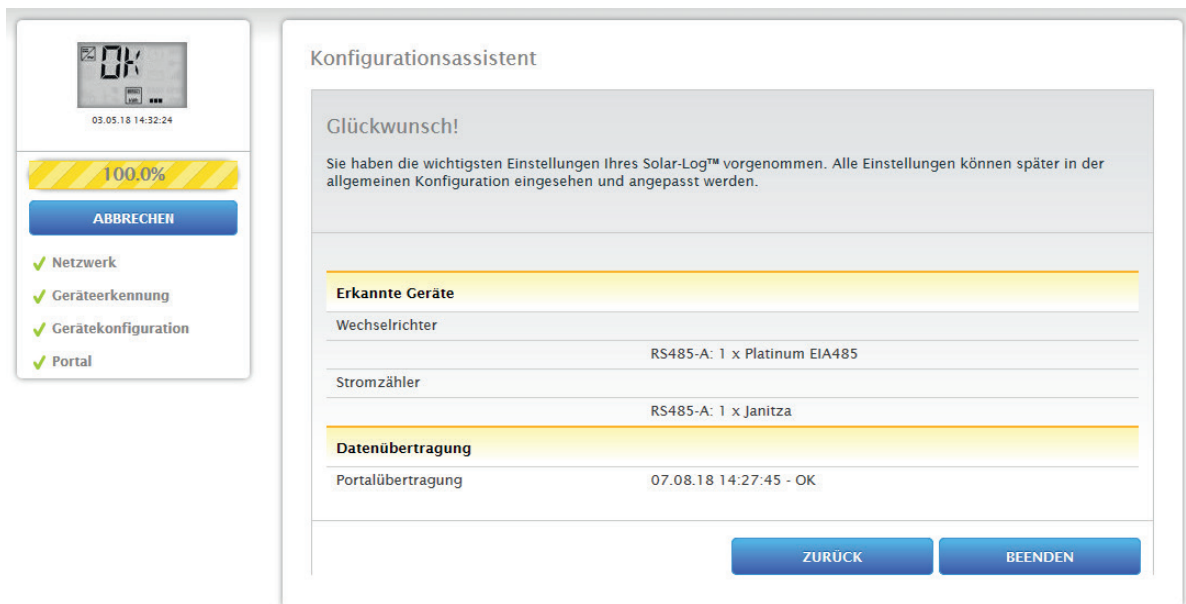 OK
03.05.18 14:32:24
100.0%
ABBRECHEN
Netzwerk
Geräteerkennung
Gerätekonfiguration
Portal
Konfigurationsassistent
Glückwunsch!
Sie haben die wichtigsten Einstellungen Ihres Solar-Log™ vorgenommen. Alle Einstellungen können später in der
allgemeinen Konfiguration eingesehen und angepasst werden.
Erkannte Geräte
Wechselrichter
RS485-A: 1 x Platinum EIA485
Stromzähler
RS485-A: 1 x Janitza
Datenübertragung
Portalübertragung 07.08.18 14:27:45 - OK
ZURÜCK BEENDEN